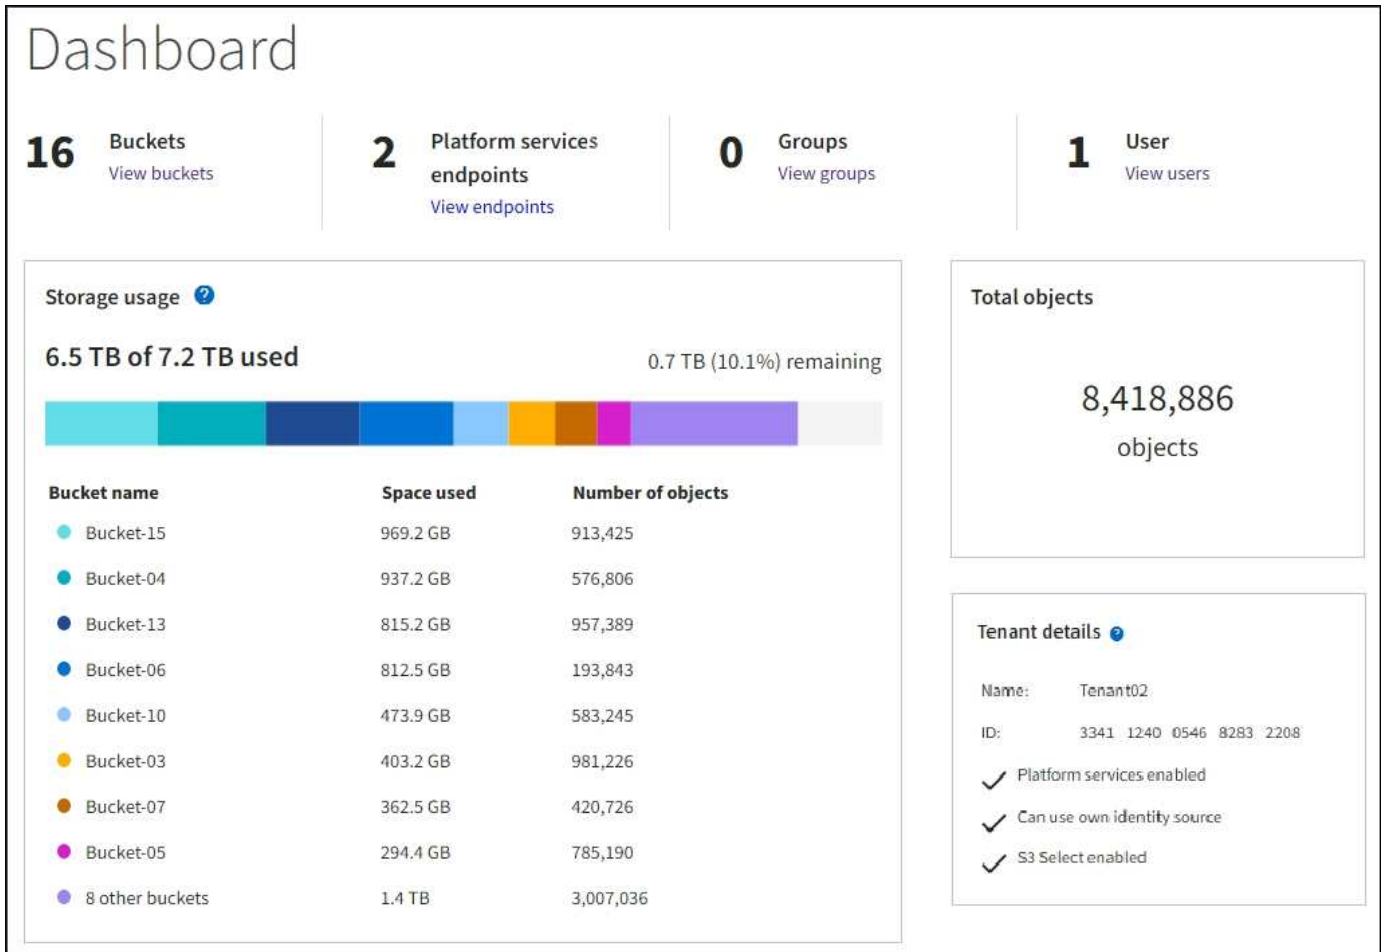 Dashboard
16 Buckets
View buckets
2 Platform services
endpoints
View endpoints
0 Groups
View groups
1 User
View users
Storage usage ?
6.5 TB of 7.2 TB used
0.7 TB (10.1%) remaining
Bucket name Space used Number of objects
Bucket-15 969.2 GB 913,425
Bucket-04 937.2 GB 576,806
Bucket-13 815.2 GB 957,389
Bucket-06 812.5 GB 193,843
Bucket-10 473.9 GB 583,245
Bucket-03 403.2 GB 981,226
Bucket-07 362.5 GB 420,726
Bucket-05 294.4 GB 785,190
8 other buckets 1.4 TB 3,007,036
Total objects
8,418,886
objects
Tenant details ?
Name: Tenant02
ID: 3341 1240 0546 8283 2208
Platform services enabled
Can use own identity source
S3 Select enabled